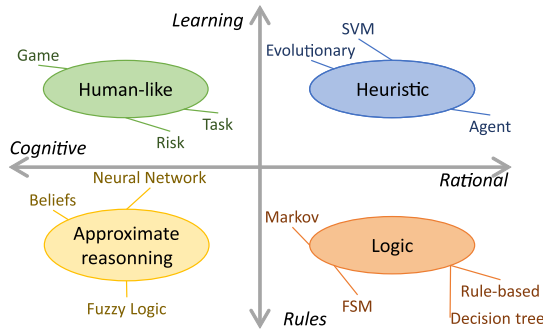 Learning
Game
Human-like
Task
Risk
SVM
Evolutionary
Heuristic
Agent
Cognitive
Rational
Neural Network
Beliefs
Approximate
reasonning
Fuzzy Logic
Markov
Logic
FSM
Rule-based
Decision tree
Rules